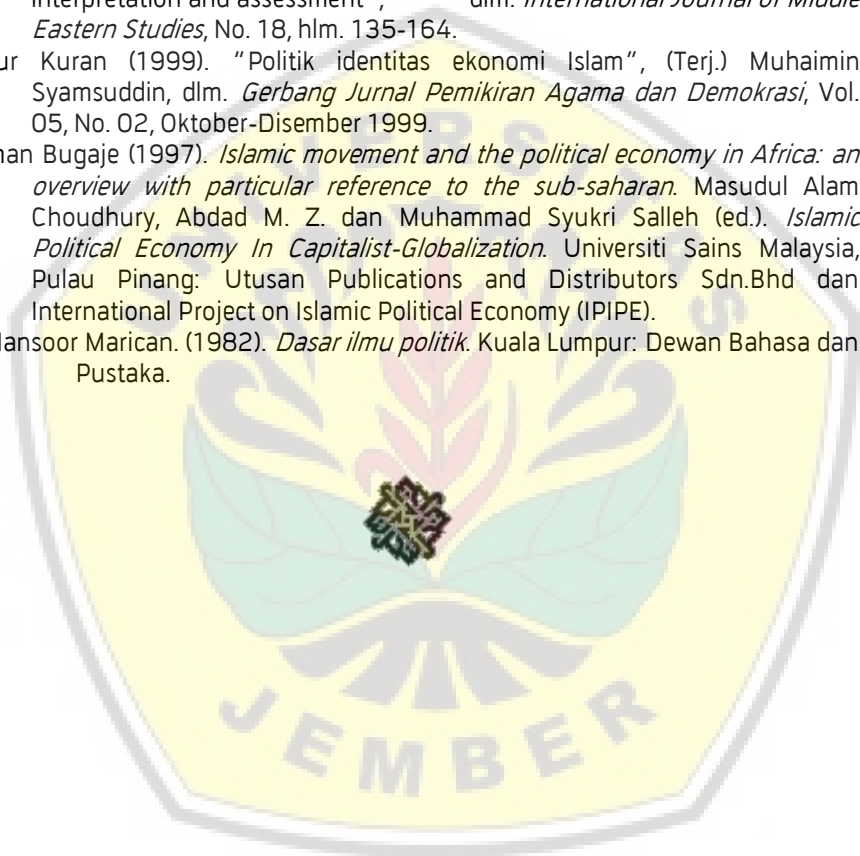 interpretation and assessment", dlm. International Journal of Middle
Eastern Studies, No. 18, hlm. 135-164.
ur Kuran (1999). "Politik identitas ekonomi Islam", (Terj.) Muhaimin
Syamsuddin, dlm. Gerbang Jurnal Pemikiran Agama dan Demokrasi, Vol.
05, No. 02, Oktober-Disember 1999.
man Bugaje (1997). Islamic movement and the political economy in Africa: an
overview with particular reference to the sub-saharan. Masudul Alam
Choudhury, Abdad M. Z. dan Muhammad Syukri Salleh (ed.). Islamic
Political Economy In Capitalist-Globalization. Universiti Sains Malaysia,
Pulau Pinang: Utusan Publications and Distributors Sdn.Bhd dan
International Project on Islamic Political Economy (IPIPE).
Mansoor Marican. (1982). Dasar ilmu politik. Kuala Lumpur: Dewan Bahasa dan
Pustaka.
UNIVERSITAS
JEMBER